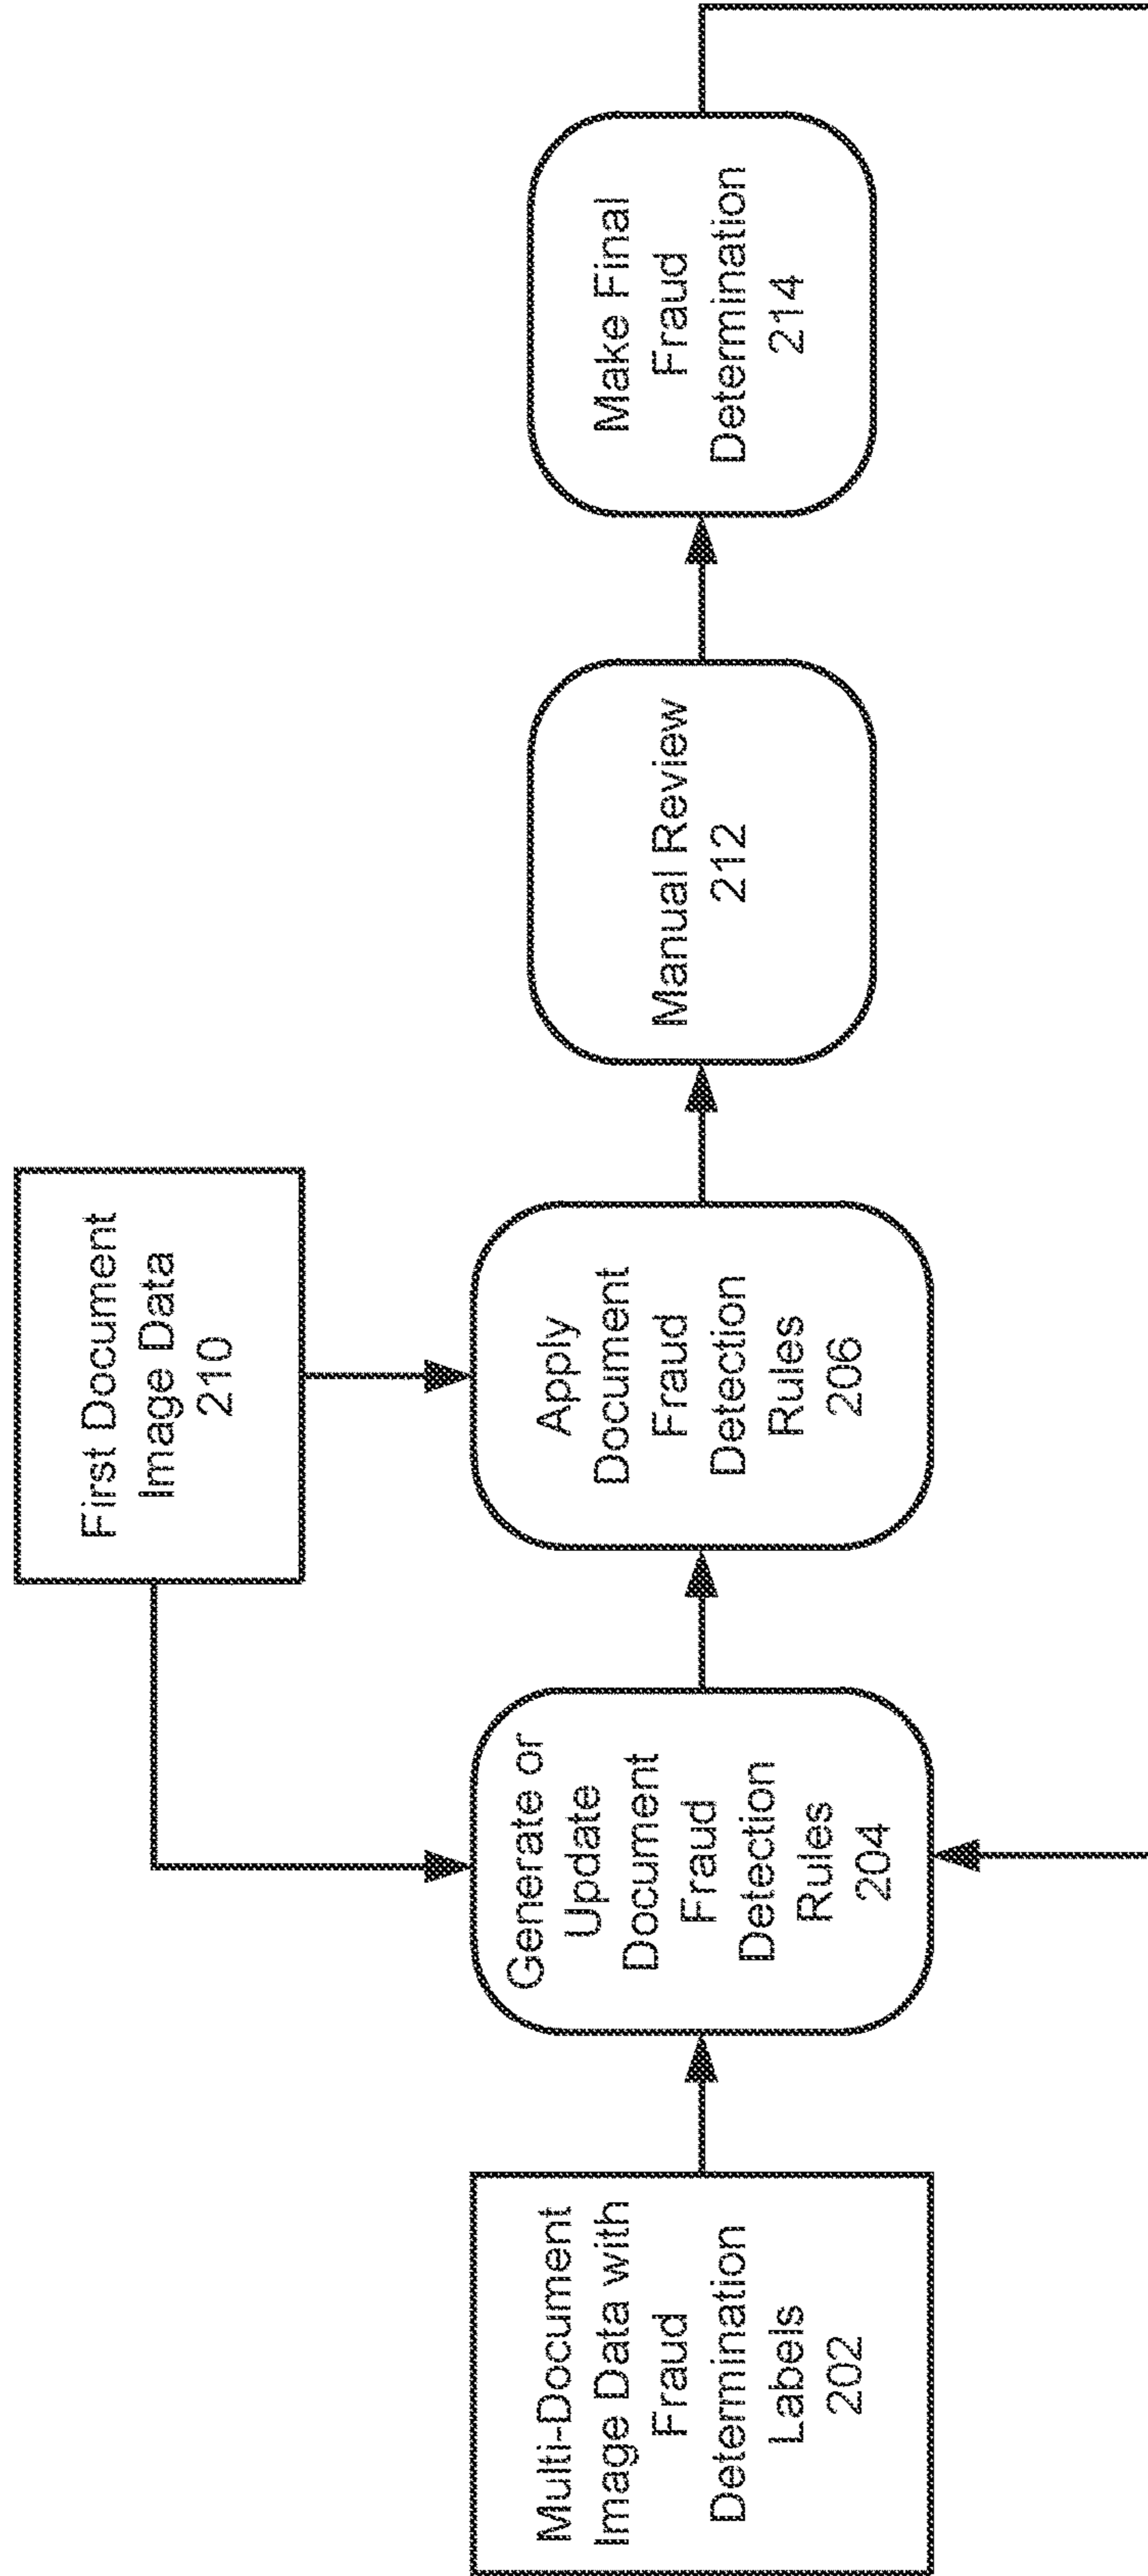 First Document
Image Data
210
Multi-Document
Image Data with
Fraud
Determination
Labels
202
Generate or
Update
Document
Fraud
Detection
Rules
204
Apply
Document
Fraud
Detection
Rules
206
Manual Review
212
Make Final
Fraud
Determination
214